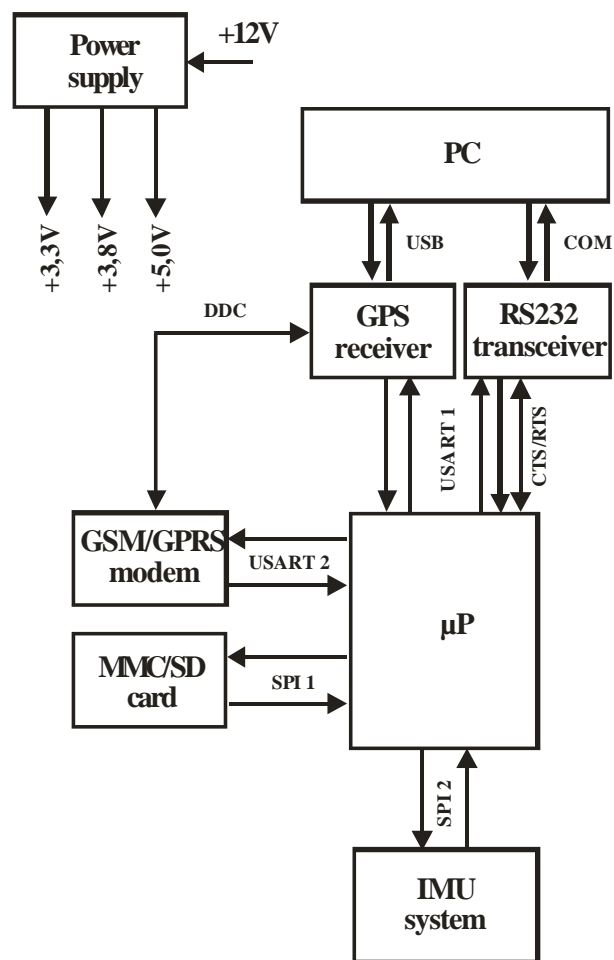 Power
supply
+12V
+3,3V
+3,8V
+5,0V
PC
USB
COM
DDC
GPS
receiver
RS232
transceiver
USART 1
CTS/RTS
GSM/GPRS
modem
USART 2
µP
MMC/SD
card
SPI 1
SPI 2
IMU
system